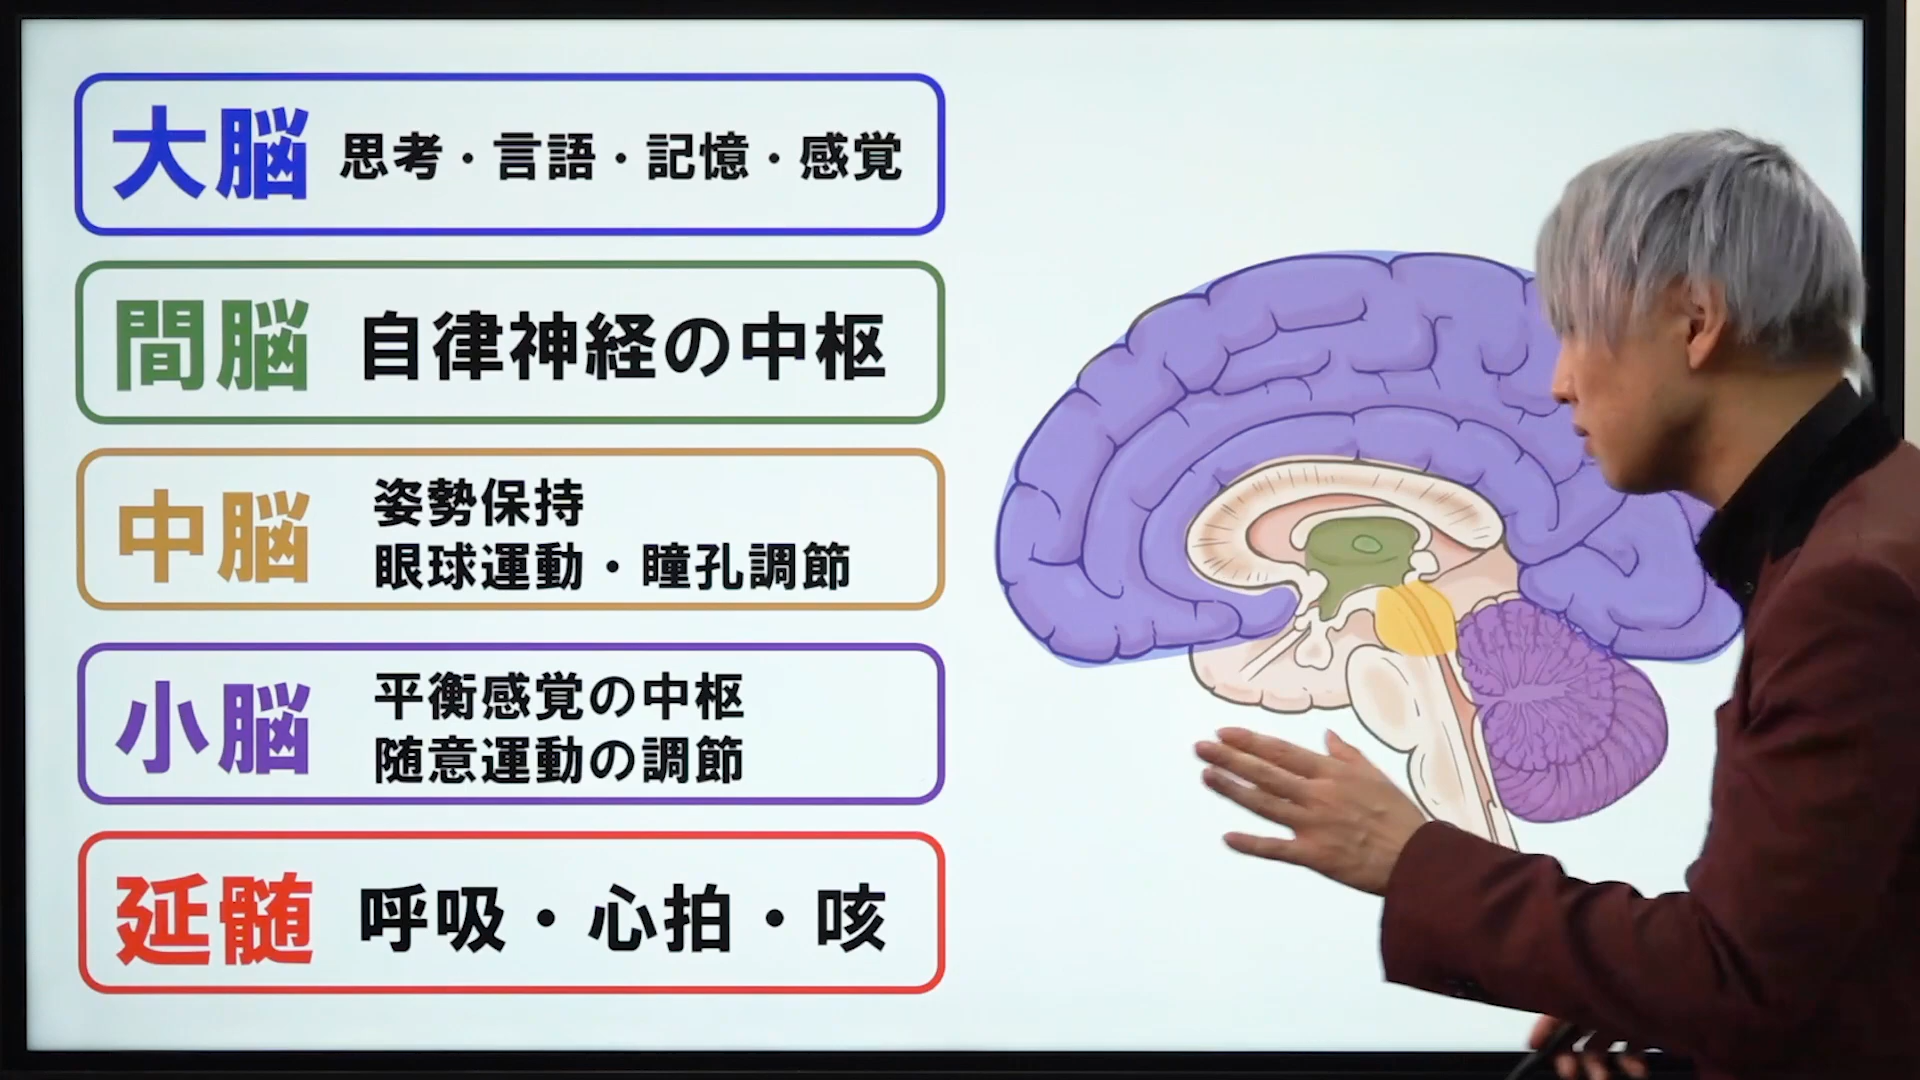 大脳 思考・言語・記憶・感覚
間脳 自律神経の中枢
中脳 姿勢保持
眼球運動・瞳孔調節
小脳 平衡感覚の中枢
随意運動の調節
延髄 呼吸・心拍・咳